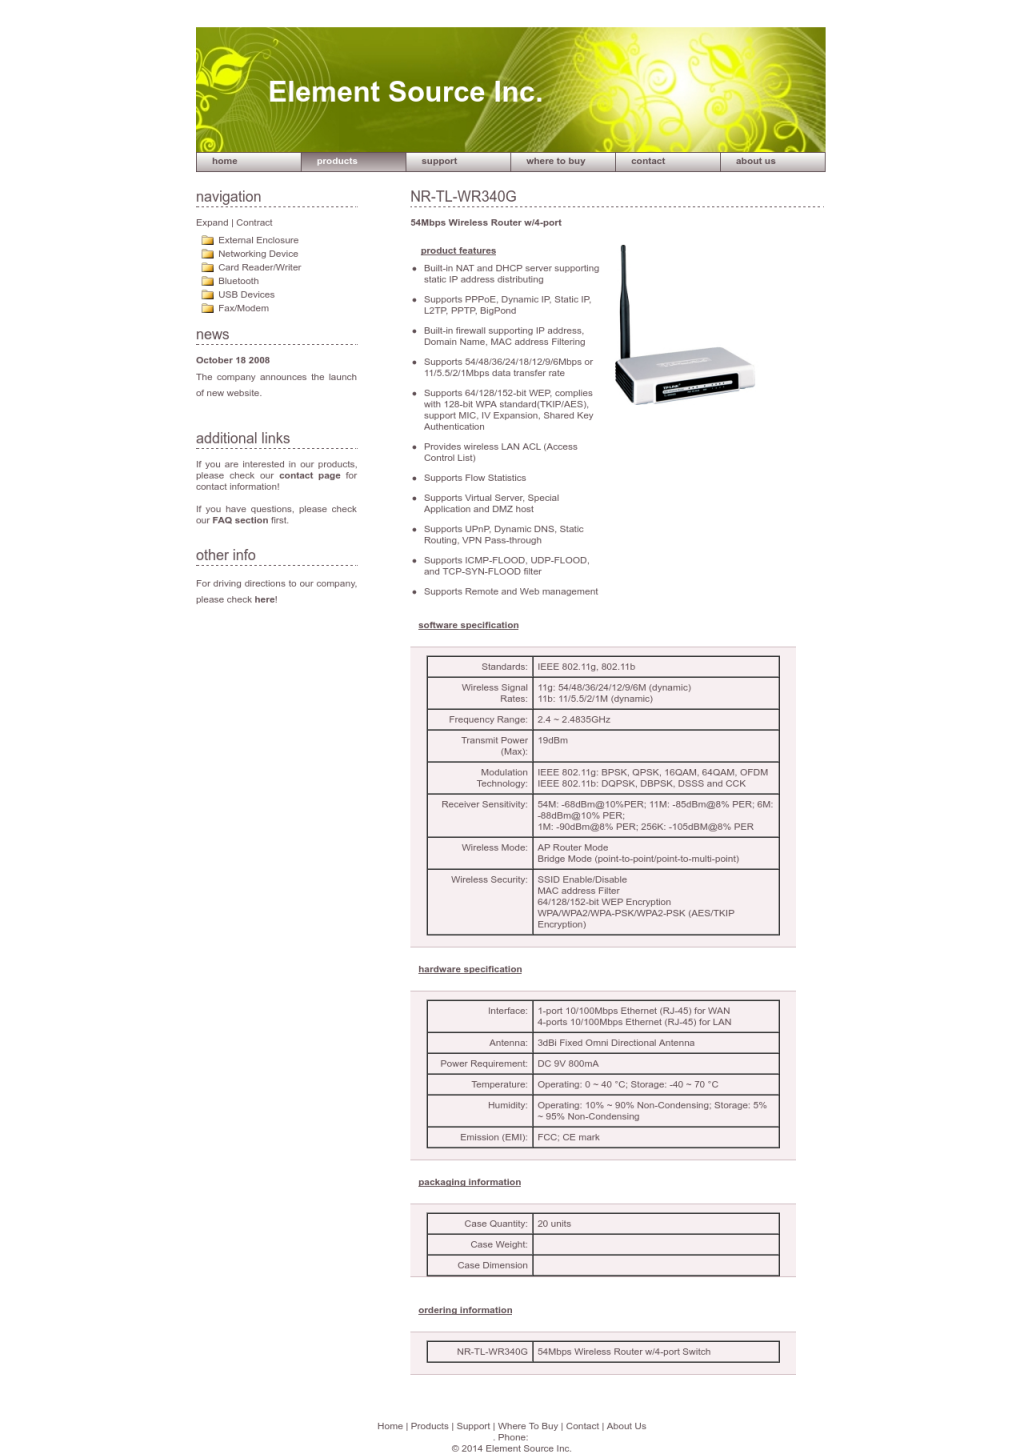 Element Source Inc.
home
products
support
where to buy
contact
about us
navigation
Expand | Contract
External Enclosure
Networking Device
Card Reader/Writer
Bluetooth
USB Devices
Fax/Modem
news
October 18 2008
The company announces the launch
of new website.
additional links
If you are interested in our products,
please check our contact page for
contact information!
If you have questions, please check
our FAQ section first.
other info
For driving directions to our company,
please check here!
NR-TL-WR340G
54Mbps Wireless Router w/4-port
product features
Built-in NAT and DHCP server supporting
static IP address distributing
Supports PPPoE, Dynamic IP, Static IP,
L2TP, PPTP, BigPond
Built-in firewall supporting IP address,
Domain Name, MAC address Filtering
Supports 54/48/36/24/18/12/9/6Mbps or
11/5.5/2/1Mbps data transfer rate
Supports 64/128/152-bit WEP, complies
with 128-bit WPA standard(TKIP/AES),
support MIC, IV Expansion, Shared Key
Authentication
Provides wireless LAN ACL (Access
Control List)
Supports Flow Statistics
Supports Virtual Server, Special
Application and DMZ host
Supports UPnP, Dynamic DNS, Static
Routing, VPN Pass-through
Supports ICMP-FLOOD, UDP-FLOOD,
and TCP-SYN-FLOOD filter
Supports Remote and Web management
software specification
Standards: IEEE 802.11g, 802.11b
Wireless Signal
Rates:
11g: 54/48/36/24/12/9/6M (dynamic)
11b: 11/5.5/2/1M (dynamic)
Frequency Range: 2.4 ~ 2.4835GHz
Transmit Power
(Max):
19dBm
Modulation
Technology:
IEEE 802.11g: BPSK, QPSK, 16QAM, 64QAM, OFDM
IEEE 802.11b: DQPSK, DBPSK, DSSS and CCK
Receiver Sensitivity: 54M: -68dBm@10%PER; 11M: -85dBm@8% PER; 6M:
-88dBm@10% PER;
1M: -90dBm@8% PER; 256K: -105dBM@8% PER
Wireless Mode: AP Router Mode
Bridge Mode (point-to-point/point-to-multi-point)
Wireless Security: SSID Enable/Disable
MAC address Filter
64/128/152-bit WEP Encryption
WPA/WPA2/WPA-PSK/WPA2-PSK (AES/TKIP
Encryption)
hardware specification
Interface: 1-port 10/100Mbps Ethernet (RJ-45) for WAN
4-ports 10/100Mbps Ethernet (RJ-45) for LAN
Antenna: 3dBi Fixed Omni Directional Antenna
Power Requirement: DC 9V 800mA
Temperature: Operating: 0 ~ 40 °C; Storage: -40 ~ 70 °C
Humidity: Operating: 10% ~ 90% Non-Condensing; Storage: 5%
~ 95% Non-Condensing
Emission (EMI): FCC; CE mark
packaging information
Case Quantity: 20 units
Case Weight:
Case Dimension
ordering information
NR-TL-WR340G 54Mbps Wireless Router w/4-port Switch
Home | Products | Support | Where To Buy | Contact | About Us
. Phone:
© 2014 Element Source Inc.